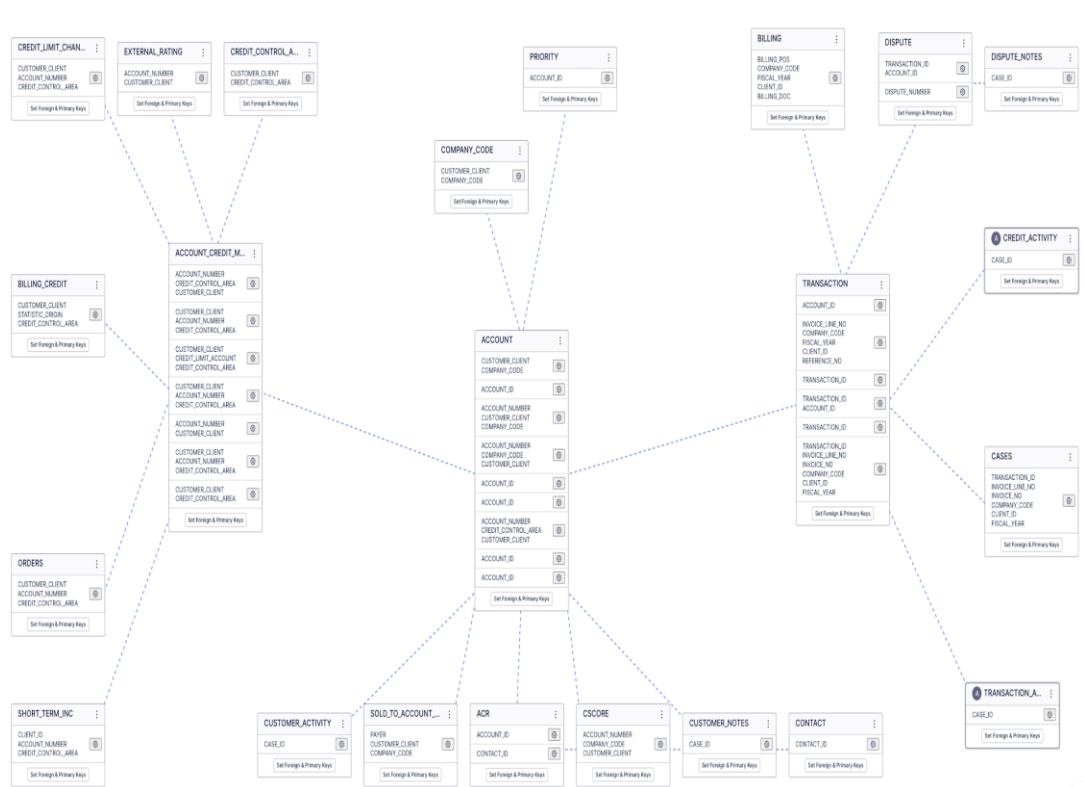 CREDIT_LIMIT_CHAN...
CUSTOMER_CLIENT
ACCOUNT_NUMBER
CREDIT_CONTROL_AREA
Set Foreign & Primary Keys
EXTERNAL_RATING
ACCOUNT_NUMBER
CUSTOMER_CLIENT
Set Foreign & Primary Keys
CREDIT_CONTROL_A...
CUSTOMER_CLIENT
CREDIT_CONTROL_AREA
Set Foreign & Primary Keys
PRIORITY
ACCOUNT_ID
Set Foreign & Primary Keys
BILLING
BILLING_POS
COMPANY_CODE
FISCAL_YEAR
CLIENT_ID
BILLING_DOC
Set Foreign & Primary Keys
DISPUTE
TRANSACTION_ID
ACCOUNT_ID
DISPUTE_NUMBER
Set Foreign & Primary Keys
DISPUTE_NOTES
CASE_ID
Set Foreign & Primary Keys
COMPANY_CODE
CUSTOMER_CLIENT
COMPANY_CODE
Set Foreign & Primary Keys
ACCOUNT_CREDIT_M...
ACCOUNT_NUMBER
CREDIT_CONTROL_AREA
CUSTOMER_CLIENT
CUSTOMER_CLIENT
ACCOUNT_NUMBER
CREDIT_CONTROL_AREA
CUSTOMER_CLIENT
CREDIT_LIMIT_ACCOUNT
CREDIT_CONTROL_AREA
CUSTOMER_CLIENT
ACCOUNT_NUMBER
CREDIT_CONTROL_AREA
ACCOUNT_NUMBER
CUSTOMER_CLIENT
CUSTOMER_CLIENT
ACCOUNT_NUMBER
CREDIT_CONTROL_AREA
CUSTOMER_CLIENT
CREDIT_CONTROL_AREA
Set Foreign & Primary Keys
A CREDIT_ACTIVITY
CASE_ID
Set Foreign & Primary Keys
BILLING_CREDIT
CUSTOMER_CLIENT
STATISTIC_ORIGIN
CREDIT_CONTROL_AREA
Set Foreign & Primary Keys
TRANSACTION
ACCOUNT_ID
INVOICE_LINE_NO
COMPANY_CODE
FISCAL_YEAR
CLIENT_ID
REFERENCE_NO
TRANSACTION_ID
TRANSACTION_ID
ACCOUNT_ID
TRANSACTION_ID
TRANSACTION_ID
INVOICE_LINE_NO
INVOICE_NO
COMPANY_CODE
CLIENT_ID
FISCAL_YEAR
Set Foreign & Primary Keys
ACCOUNT
CUSTOMER_CLIENT
COMPANY_CODE
ACCOUNT_ID
ACCOUNT_NUMBER
CUSTOMER_CLIENT
COMPANY_CODE
ACCOUNT_NUMBER
COMPANY_CODE
CUSTOMER_CLIENT
ACCOUNT_ID
ACCOUNT_ID
ACCOUNT_NUMBER
CREDIT_CONTROL_AREA
CUSTOMER_CLIENT
ACCOUNT_ID
ACCOUNT_ID
Set Foreign & Primary Keys
CASES
TRANSACTION_ID
INVOICE_LINE_NO
INVOICE_NO
COMPANY_CODE
CLIENT_ID
FISCAL_YEAR
Set Foreign & Primary Keys
ORDERS
CUSTOMER_CLIENT
ACCOUNT_NUMBER
CREDIT_CONTROL_AREA
Set Foreign & Primary Keys
A TRANSACTION_A...
CASE_ID
Set Foreign & Primary Keys
SHORT_TERM_INC
CLIENT_ID
ACCOUNT_NUMBER
CREDIT_CONTROL_AREA
Set Foreign & Primary Keys
CUSTOMER_ACTIVITY
CASE_ID
Set Foreign & Primary Keys
SOLD_TO_ACCOUNT_...
PAYER
CUSTOMER_CLIENT
COMPANY_CODE
Set Foreign & Primary Keys
ACR
ACCOUNT_ID
CONTACT_ID
Set Foreign & Primary Keys
CSCORE
ACCOUNT_NUMBER
COMPANY_CODE
CUSTOMER_CLIENT
Set Foreign & Primary Keys
CUSTOMER_NOTES
CASE_ID
Set Foreign & Primary Keys
CONTACT
CONTACT_ID
Set Foreign & Primary Keys